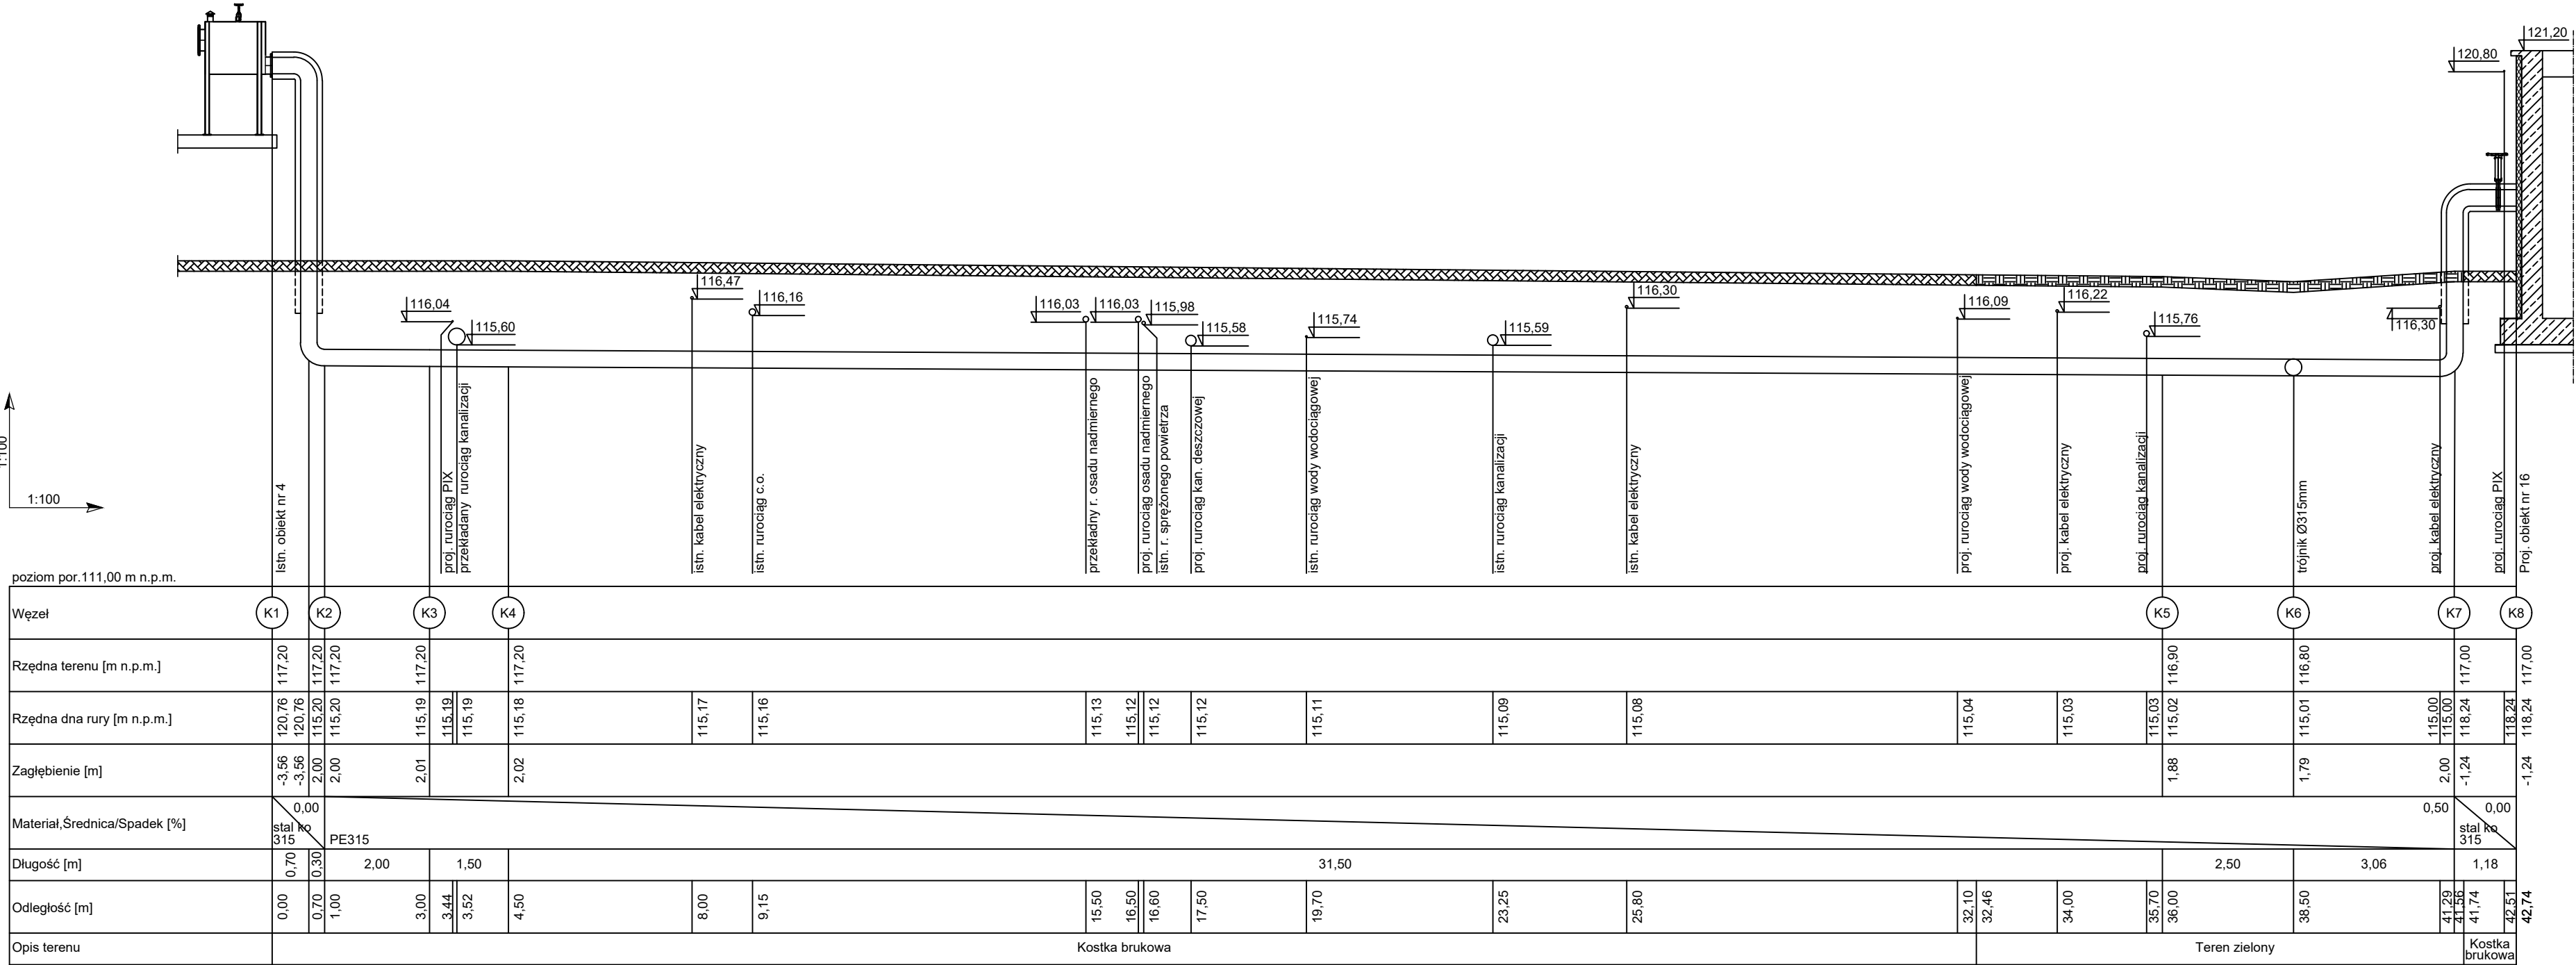 121,20
120,80
116,04
115,60
116,47
116,16
116,03
116,03
115,98
115,58
115,74
115,59
116,30
116,09
116,22
115,76
116,30
1:100
1:100
Istn. obiekt nr 4
proj. rurociąg PIX
przekładany rurociąg kanalizacji
istn. kabel elektryczny
istn. rurociąg c.o.
przekładny r. osadu nadmiernego
proj. rurociąg osadu nadmiernego
istn. r. sprężonego powietrza
proj. rurociąg kan. deszczowej
istn. rurociąg wody wodociągowej
istn. rurociąg kanalizacji
istn. kabel elektryczny
proj. rurociąg wody wodociągowej
proj. kabel elektryczny
proj. rurociąg kanalizacji
trójnik Ø315mm
proj. kabel elektryczny
proj. rurociąg PIX
Proj. obiekt nr 16
poziom por.111,00 m n.p.m.
Węzeł
K1 K2 K3 K4 K5 K6 K7 K8
Rzędna terenu [m n.p.m.]
117,20 117,20 117,20 117,20 117,20 116,90 116,80 117,00 117,00
Rzędna dna rury [m n.p.m.]
120,76 120,76 115,20 115,20 115,19 115,19 115,19 115,18 115,17 115,16 115,13 115,12 115,12 115,12 115,11 115,09 115,08 115,04 115,03 115,03 115,02 115,01 115,00 115,00 118,24 118,24 118,24
Zagłębienie [m]
-3,56 -3,56 2,00 2,00 2,01 2,02 1,88 1,79 2,00 -1,24 -1,24
Materiał,Średnica/Spadek [%]
0,00
stal ko
315
PE315
0,50
0,00
stal ko
315
Długość [m]
0,70 0,30 2,00 1,50 31,50 2,50 3,06 1,18
Odległość [m]
0,00 0,70 1,00 3,00 3,44 3,52 4,50 8,00 9,15 15,50 16,50 16,60 17,50 19,70 23,25 25,80 32,10 32,46 34,00 35,70 36,00 38,50 41,29 41,56 41,74 42,51 42,74
Opis terenu
Kostka brukowa
Teren zielony
Kostka
brukowa